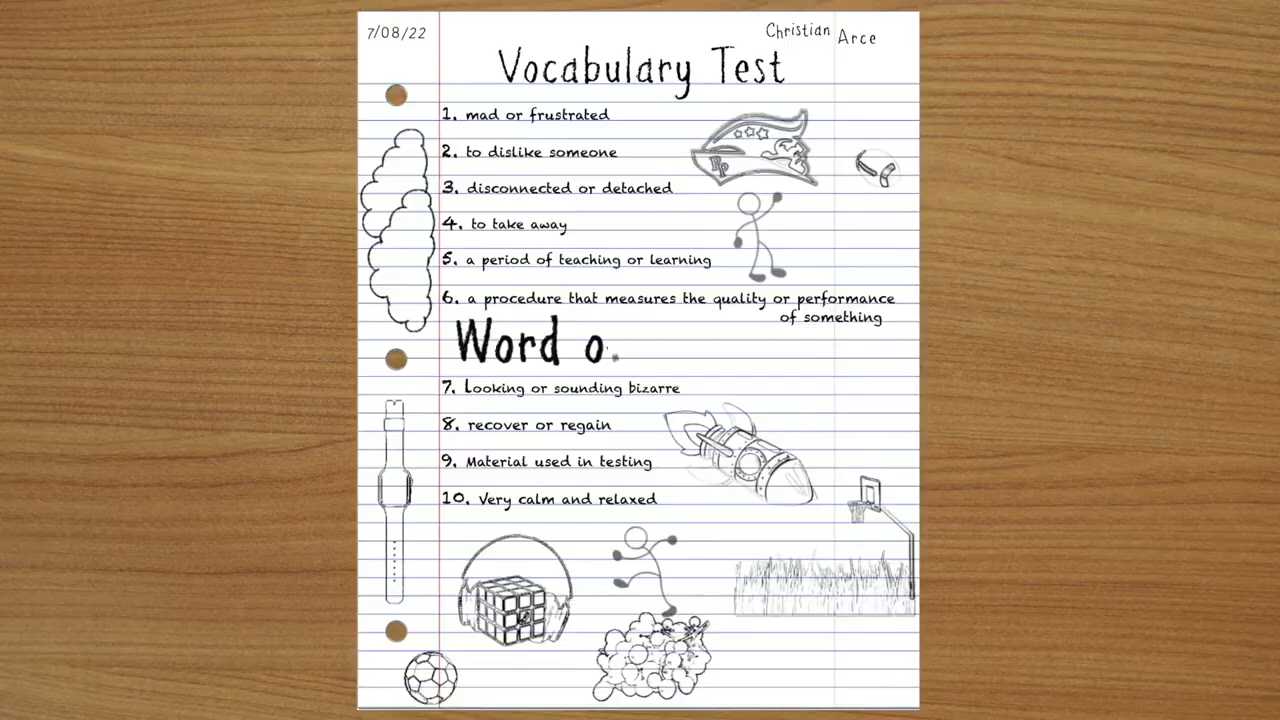 7/08/22
Christian Arce
Vocabulary Test
1. mad or frustrated
2. to dislike someone
3. disconnected or detached
4. to take away
5. a period of teaching or learning
6. a procedure that measures the quality or performance
of something
Word o
7. Looking or sounding bizarre
8. recover or regain
9. Material used in testing
10. Very calm and relaxed
PP